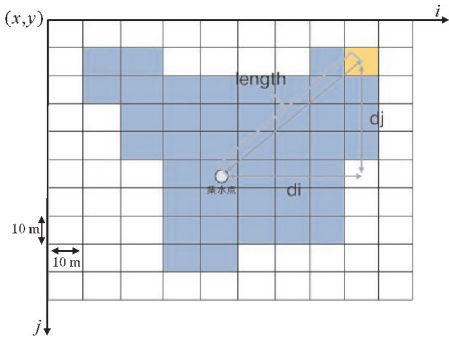 (x,y)
i
length
dj
集水点
di
10 m
10 m
j